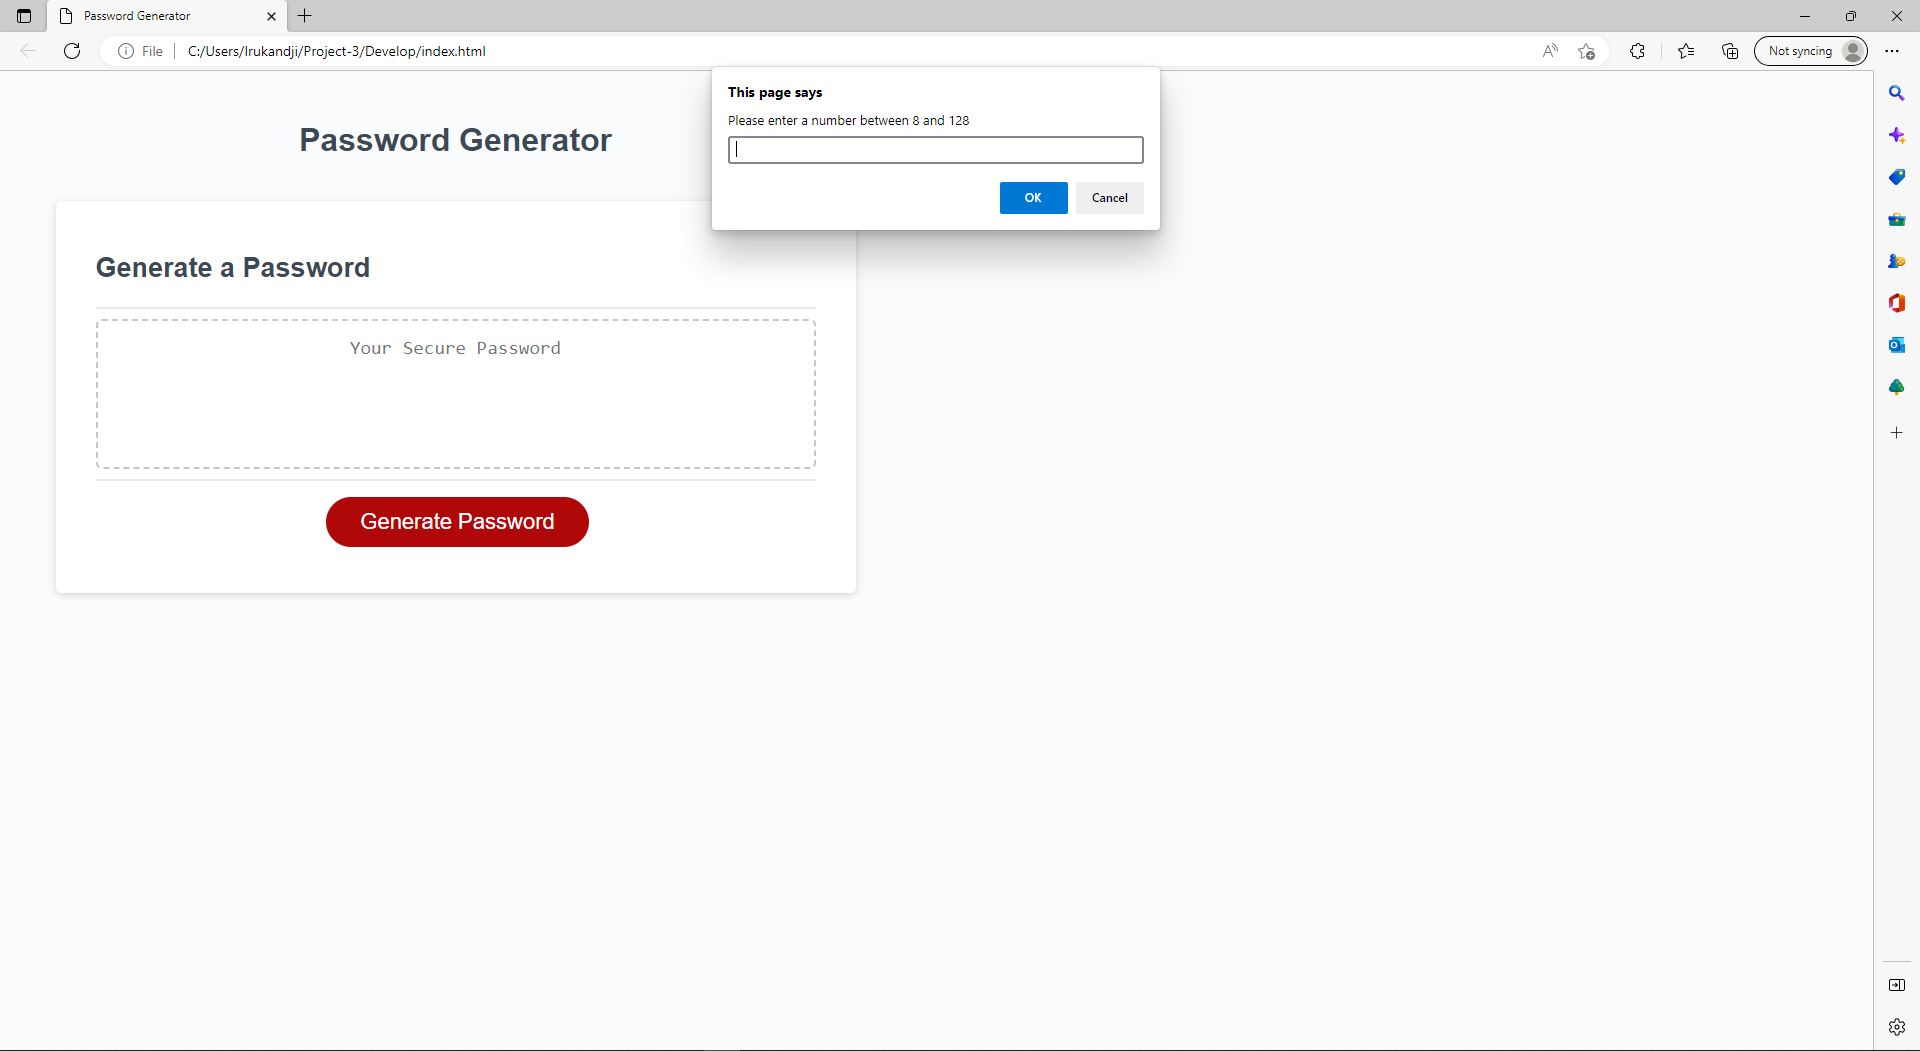 Password Generator
File
C:/Users/Irukandji/Project-3/Develop/index.html
Not syncing
This page says
Please enter a number between 8 and 128
OK
Cancel
Password Generator
Generate a Password
Your Secure Password
Generate Password